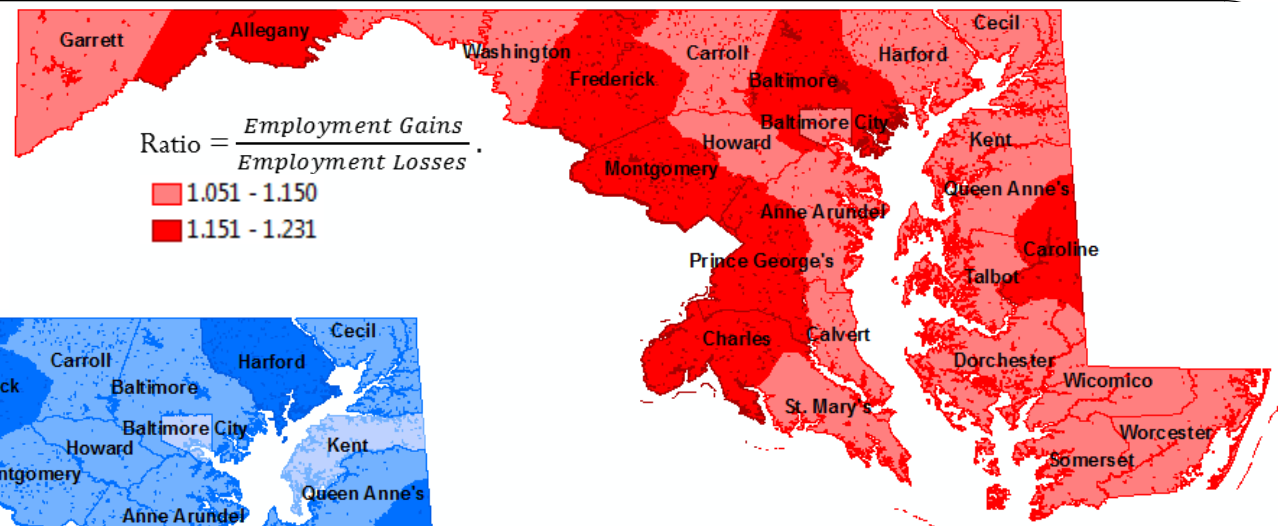 Cecil
Allegany
Garrett
Washington
Carroll
Harford
Frederick
Baltimore
Ratio = Employment Gains / Employment Losses .
Baltimore City
Howard
Kent
Montgomery
1.051 - 1.150
Queen Anne's
Anne Arundel
1.151 - 1.231
Caroline
Prince George's
Talbot
Charles
Calvert
Dorchester
Wicomico
St. Mary's
Worcester
Somerset
Cecil
Carroll
Harford
ck
Baltimore
Baltimore City
Howard
Kent
ntgomery
Queen Anne's
Anne Arundel